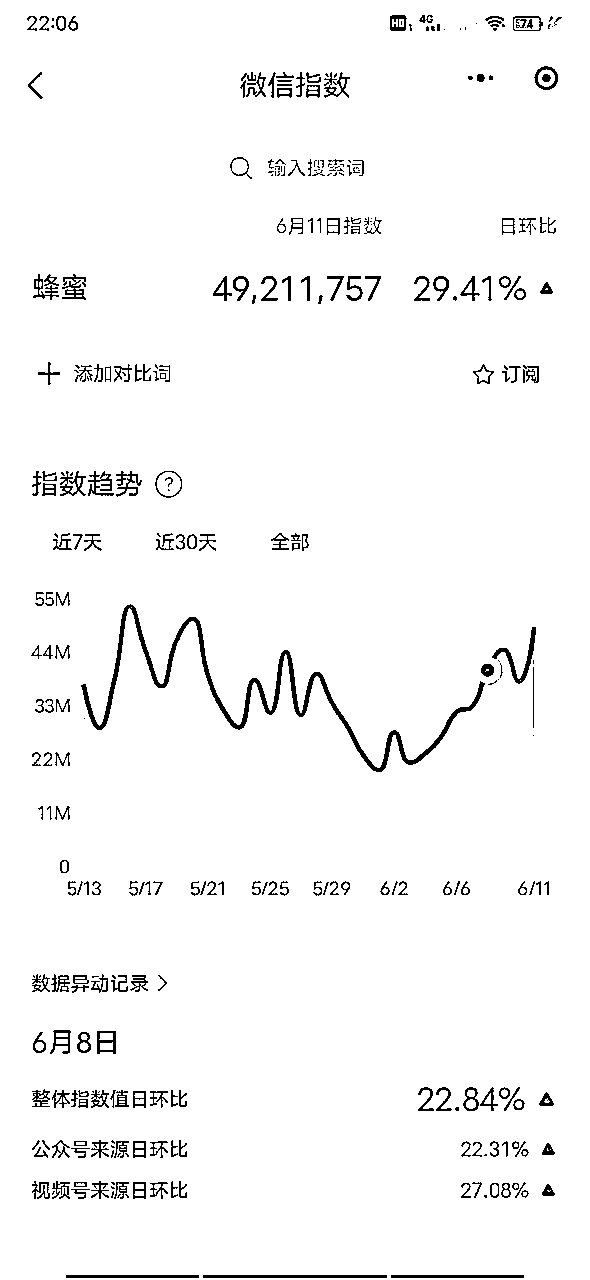 22:06
HD 4G 57.4
微信指数
输入搜索词
6月11日指数 日环比
蜂蜜 49,211,757 29.41%
添加对比词 订阅
指数趋势 ?
近7天 近30天 全部
55M
44M
33M
22M
11M
0
5/13 5/17 5/21 5/25 5/29 6/2 6/6 6/11
数据异动记录
6月8日
整体指数值日环比 22.84%
公众号来源日环比 22.31%
视频号来源日环比 27.08%